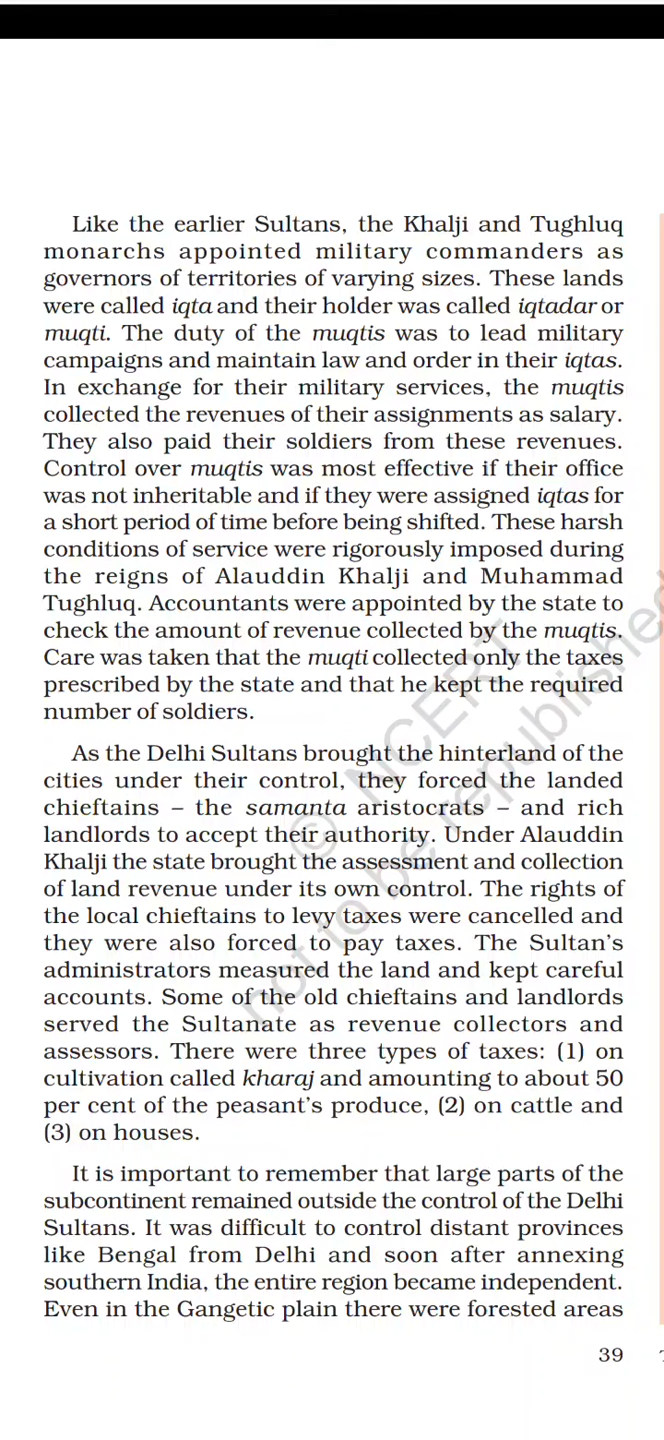 Like the earlier Sultans, the Khalji and Tughluq
monarchs appointed military commanders as
governors of territories of varying sizes. These lands
were called iqta and their holder was called iqtadar or
muqti. The duty of the muqtis was to lead military
campaigns and maintain law and order in their iqtas.
In exchange for their military services, the muqtis
collected the revenues of their assignments as salary.
They also paid their soldiers from these revenues.
Control over muqtis was most effective if their office
was not inheritable and if they were assigned iqtas for
a short period of time before being shifted. These harsh
conditions of service were rigorously imposed during
the reigns of Alauddin Khalji and Muhammad
Tughluq. Accountants were appointed by the state to
check the amount of revenue collected by the muqtis.
Care was taken that the muqti collected only the taxes
prescribed by the state and that he kept the required
number of soldiers.
As the Delhi Sultans brought the hinterland of the
cities under their control, they forced the landed
chieftains – the samanta aristocrats – and rich
landlords to accept their authority. Under Alauddin
Khalji the state brought the assessment and collection
of land revenue under its own control. The rights of
the local chieftains to levy taxes were cancelled and
they were also forced to pay taxes. The Sultan's
administrators measured the land and kept careful
accounts. Some of the old chieftains and landlords
served the Sultanate as revenue collectors and
assessors. There were three types of taxes: (1) on
cultivation called kharaj and amounting to about 50
per cent of the peasant's produce, (2) on cattle and
(3) on houses.
It is important to remember that large parts of the
subcontinent remained outside the control of the Delhi
Sultans. It was difficult to control distant provinces
like Bengal from Delhi and soon after annexing
southern India, the entire region became independent.
Even in the Gangetic plain there were forested areas
39
© NCERT
not to be republished